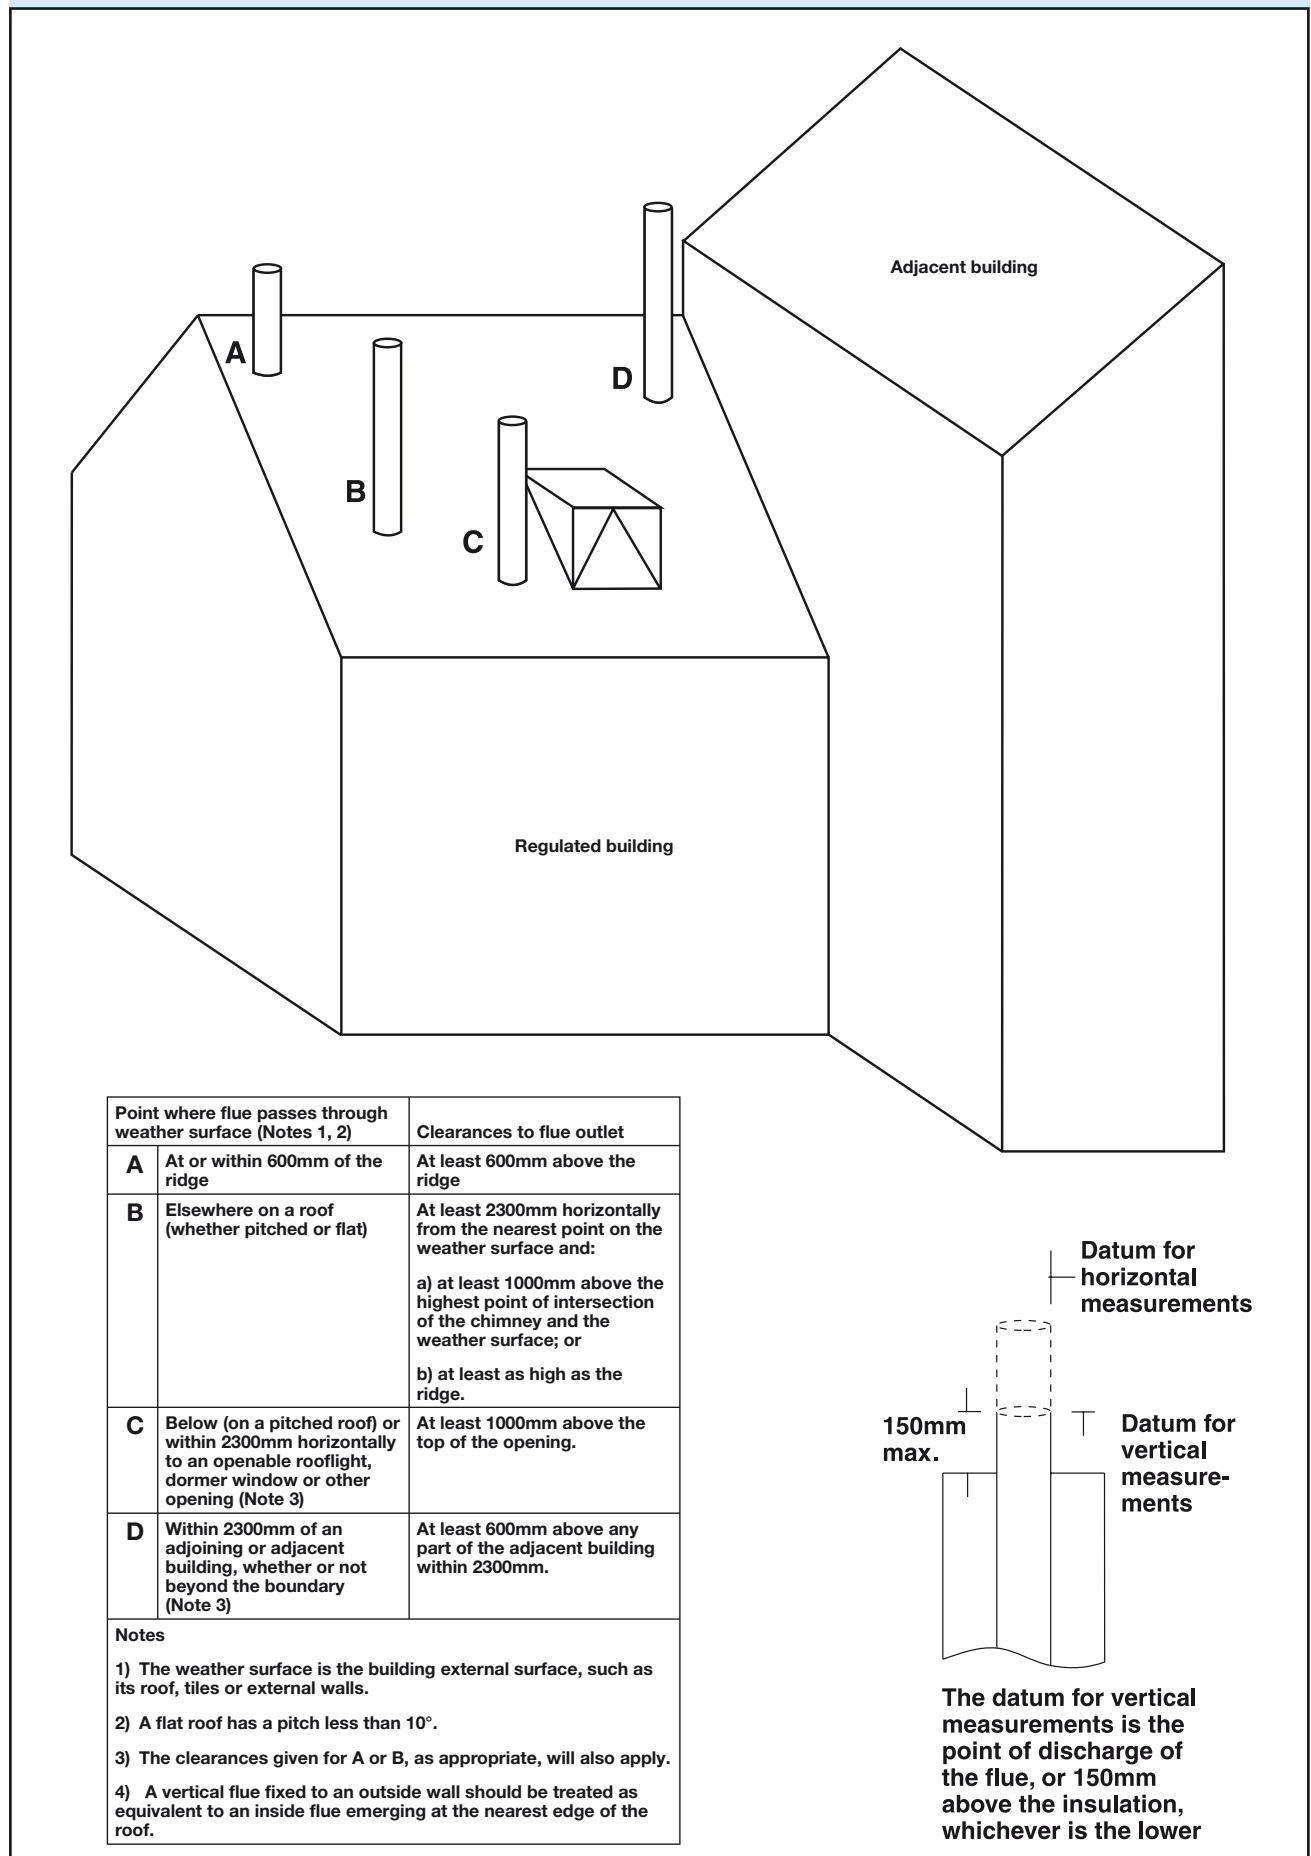 Adjacent building
A
D
B
C
Regulated building
Point where flue passes through
weather surface (Notes 1, 2)
Clearances to flue outlet
A
At or within 600mm of the
ridge
At least 600mm above the
ridge
B
Elsewhere on a roof
(whether pitched or flat)
At least 2300mm horizontally
from the nearest point on the
weather surface and:
a) at least 1000mm above the
highest point of intersection
of the chimney and the
weather surface; or
b) at least as high as the
ridge.
C
Below (on a pitched roof) or
within 2300mm horizontally
to an openable rooflight,
dormer window or other
opening (Note 3)
At least 1000mm above the
top of the opening.
D
Within 2300mm of an
adjoining or adjacent
building, whether or not
beyond the boundary
(Note 3)
At least 600mm above any
part of the adjacent building
within 2300mm.
Notes
1) The weather surface is the building external surface, such as
its roof, tiles or external walls.
2) A flat roof has a pitch less than 10°.
3) The clearances given for A or B, as appropriate, will also apply.
4) A vertical flue fixed to an outside wall should be treated as
equivalent to an inside flue emerging at the nearest edge of the
roof.
Datum for
horizontal
measurements
150mm
max.
Datum for
vertical
measure-
ments
The datum for vertical
measurements is the
point of discharge of
the flue, or 150mm
above the insulation,
whichever is the lower